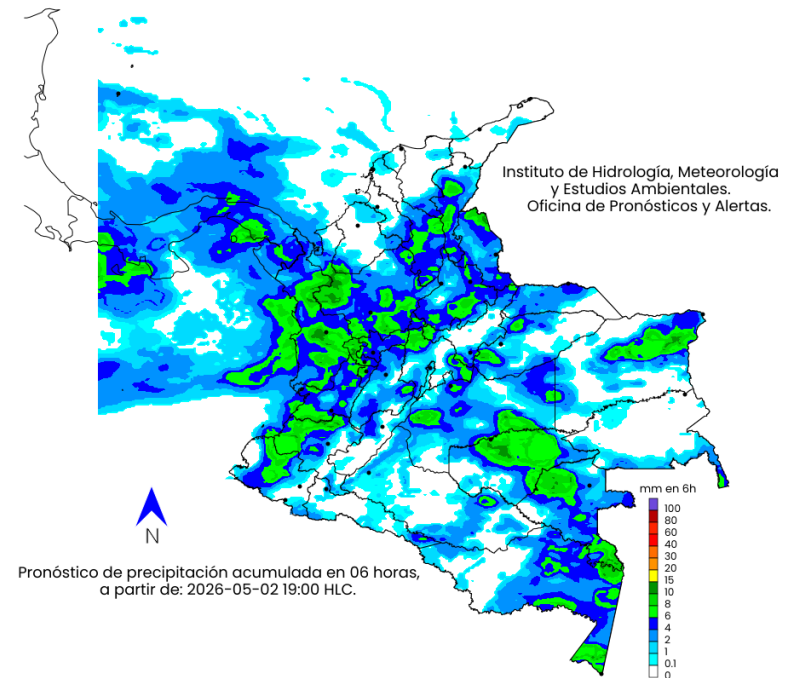 Instituto de Hidrología, Meteorología
y Estudios Ambientales.
Oficina de Pronósticos y Alertas.
mm en 6h
100
80
60
40
30
20
15
10
8
6
4
2
1
0.1
0
N
Pronóstico de precipitación acumulada en 06 horas,
a partir de: 2026-05-02 19:00 HLC.